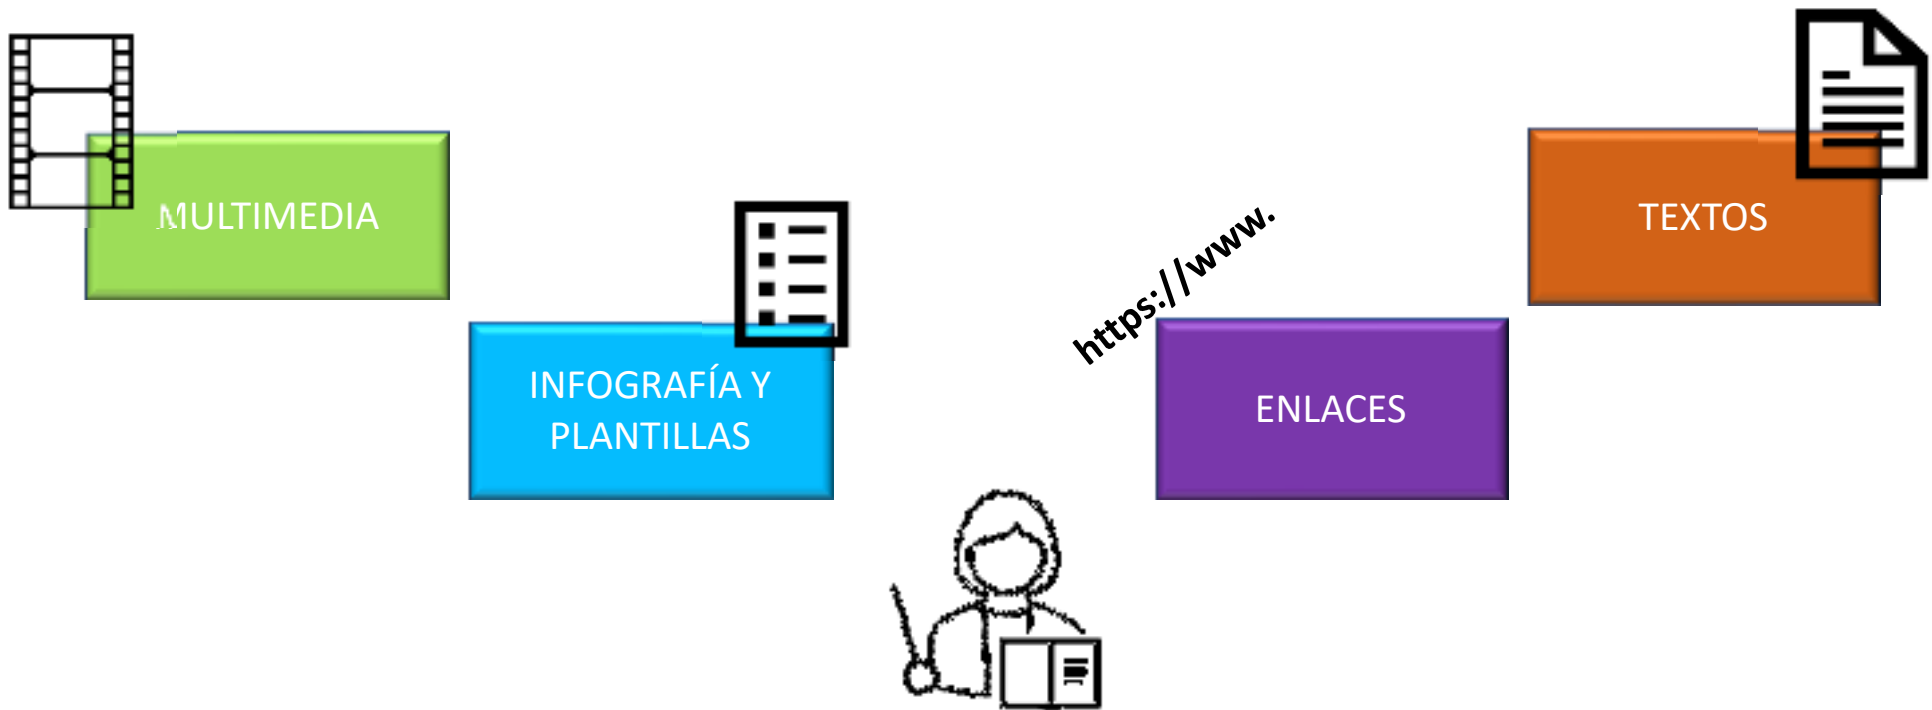 MULTIMEDIA
INFOGRAFÍA Y
PLANTILLAS
https://www.
ENLACES
TEXTOS